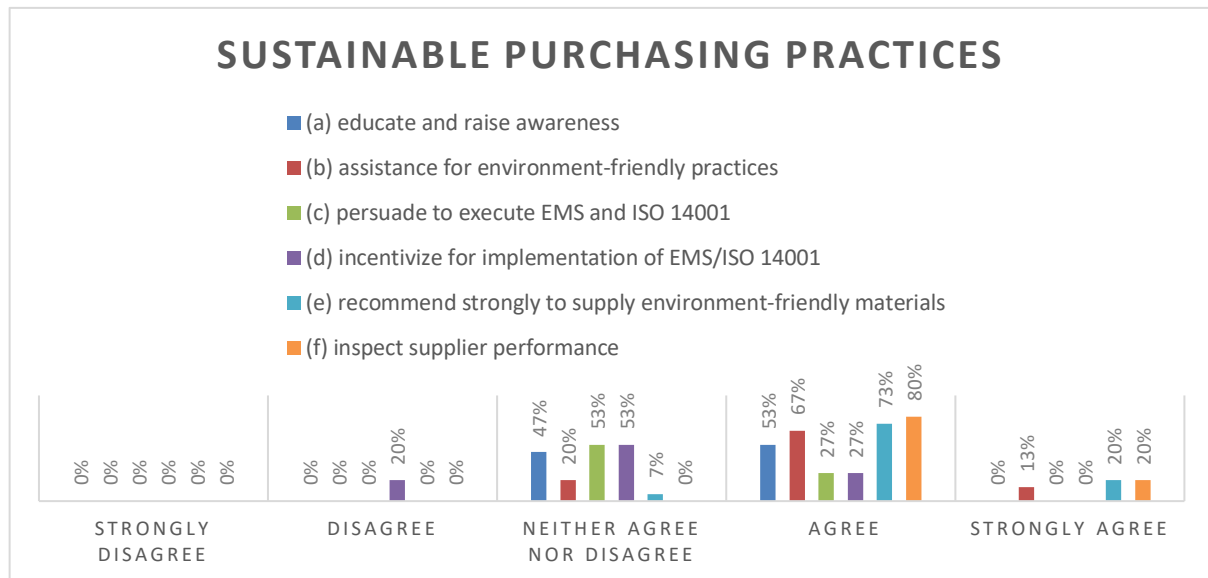 SUSTAINABLE PURCHASING PRACTICES
(a) educate and raise awareness
(b) assistance for environment-friendly practices
(c) persuade to execute EMS and ISO 14001
(d) incentivize for implementation of EMS/ISO 14001
(e) recommend strongly to supply environment-friendly materials
(f) inspect supplier performance
0% 0% 0% 0% 0% 0%
0% 0% 0% 20% 0% 0%
47% 20% 53% 53% 7% 0%
53% 67% 27% 27% 73% 80%
0% 13% 0% 0% 20% 20%
STRONGLY
DISAGREE
DISAGREE
NEITHER AGREE
NOR DISAGREE
AGREE
STRONGLY AGREE